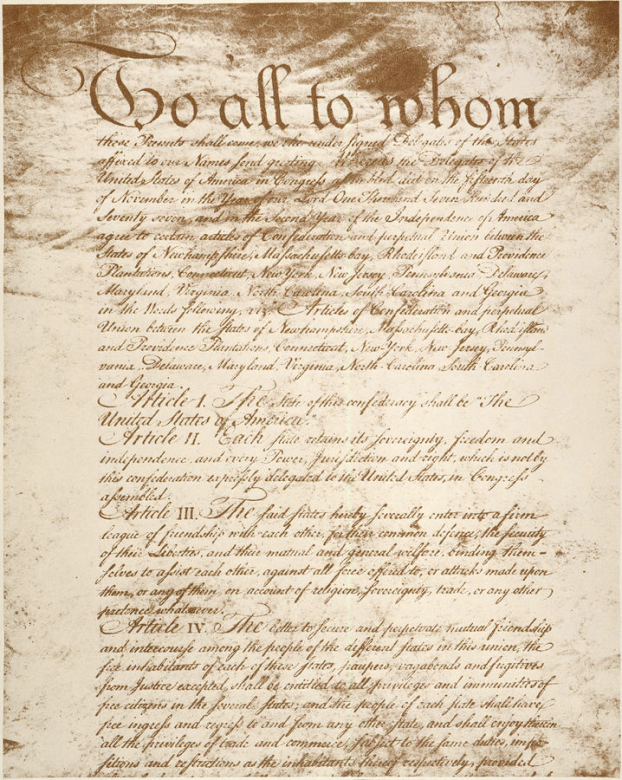 To all to whom
these Presents shall come, we the under signed Delegates of the States
affixed to our Names send greeting. Whereas the Delegates of the
United States of America in Congress assembled did on the fifteenth day
of November in the Year of our Lord One Thousand Seven Hundred and
Seventy seven, and in the Second Year of the Independence of America
agree to certain articles of Confederation and perpetual Union between the
States of Newhampshire, Massachusetts-bay, Rhodeisland and Providence
Plantations, Connecticut, New York, New Jersey, Pennsylvania, Delaware,
Maryland, Virginia, North-Carolina, South-Carolina and Georgia
in the Words following, viz. Articles of Confederation and perpetual
Union between the States of Newhampshire, Massachusetts-bay, Rhodeisland
and Providence Plantations, Connecticut, New-York, New-Jersey, Pennsyl-
vania, Delaware, Maryland, Virginia, North-Carolina, South-Carolina
and Georgia.
Article I. The Stile of this confederacy shall be "The
United States of America."
Article II. Each state retains its sovereignty, freedom and
independence, and every Power, Jurisdiction and right, which is not by
this confederation expressly delegated to the United States, in Congress
assembled.
Article III. The said states hereby severally enter into a firm
league of friendship with each other, for their common defence, the security
of their Liberties, and their mutual and general welfare, binding them-
selves to assist each other, against all force offered to, or attacks made upon
them, or any of them, on account of religion, sovereignty, trade, or any other
pretence whatever.
Article IV. The better to secure and perpetuate mutual friendship
and intercourse among the people of the different states in this union, the
free inhabitants of each of these states, paupers, vagabonds and fugitives
from Justice excepted, shall be entitled to all privileges and immunities of
free citizens in the several states; and the people of each state shall have
free ingress and regress to and from any other state, and shall enjoy therein
all the privileges of trade and commerce, subject to the same duties, impo-
sitions and restrictions as the inhabitants thereof respectively, provided